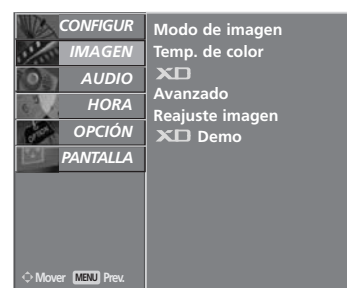 CONFIGUR
IMAGEN
AUDIO
HORA
OPCIÓN
PANTALLA
Modo de imagen
Temp. de color
XD
Avanzado
Reajuste imagen
XD Demo
Mover MENU Prev.